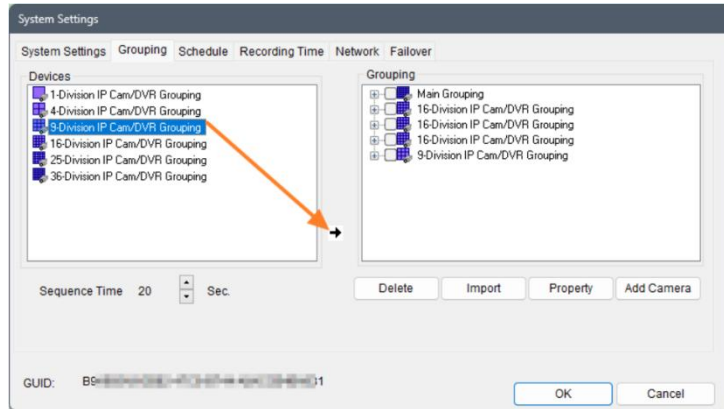 System Settings
System Settings Grouping Schedule Recording Time Network Failover
Devices
1-Division IP Cam/DVR Grouping
4-Division IP Cam/DVR Grouping
9-Division IP Cam/DVR Grouping
16-Division IP Cam/DVR Grouping
25-Division IP Cam/DVR Grouping
36-Division IP Cam/DVR Grouping
Grouping
Main Grouping
16-Division IP Cam/DVR Grouping
16-Division IP Cam/DVR Grouping
16-Division IP Cam/DVR Grouping
9-Division IP Cam/DVR Grouping
Sequence Time 20 Sec.
Delete Import Property Add Camera
GUID:
OK Cancel